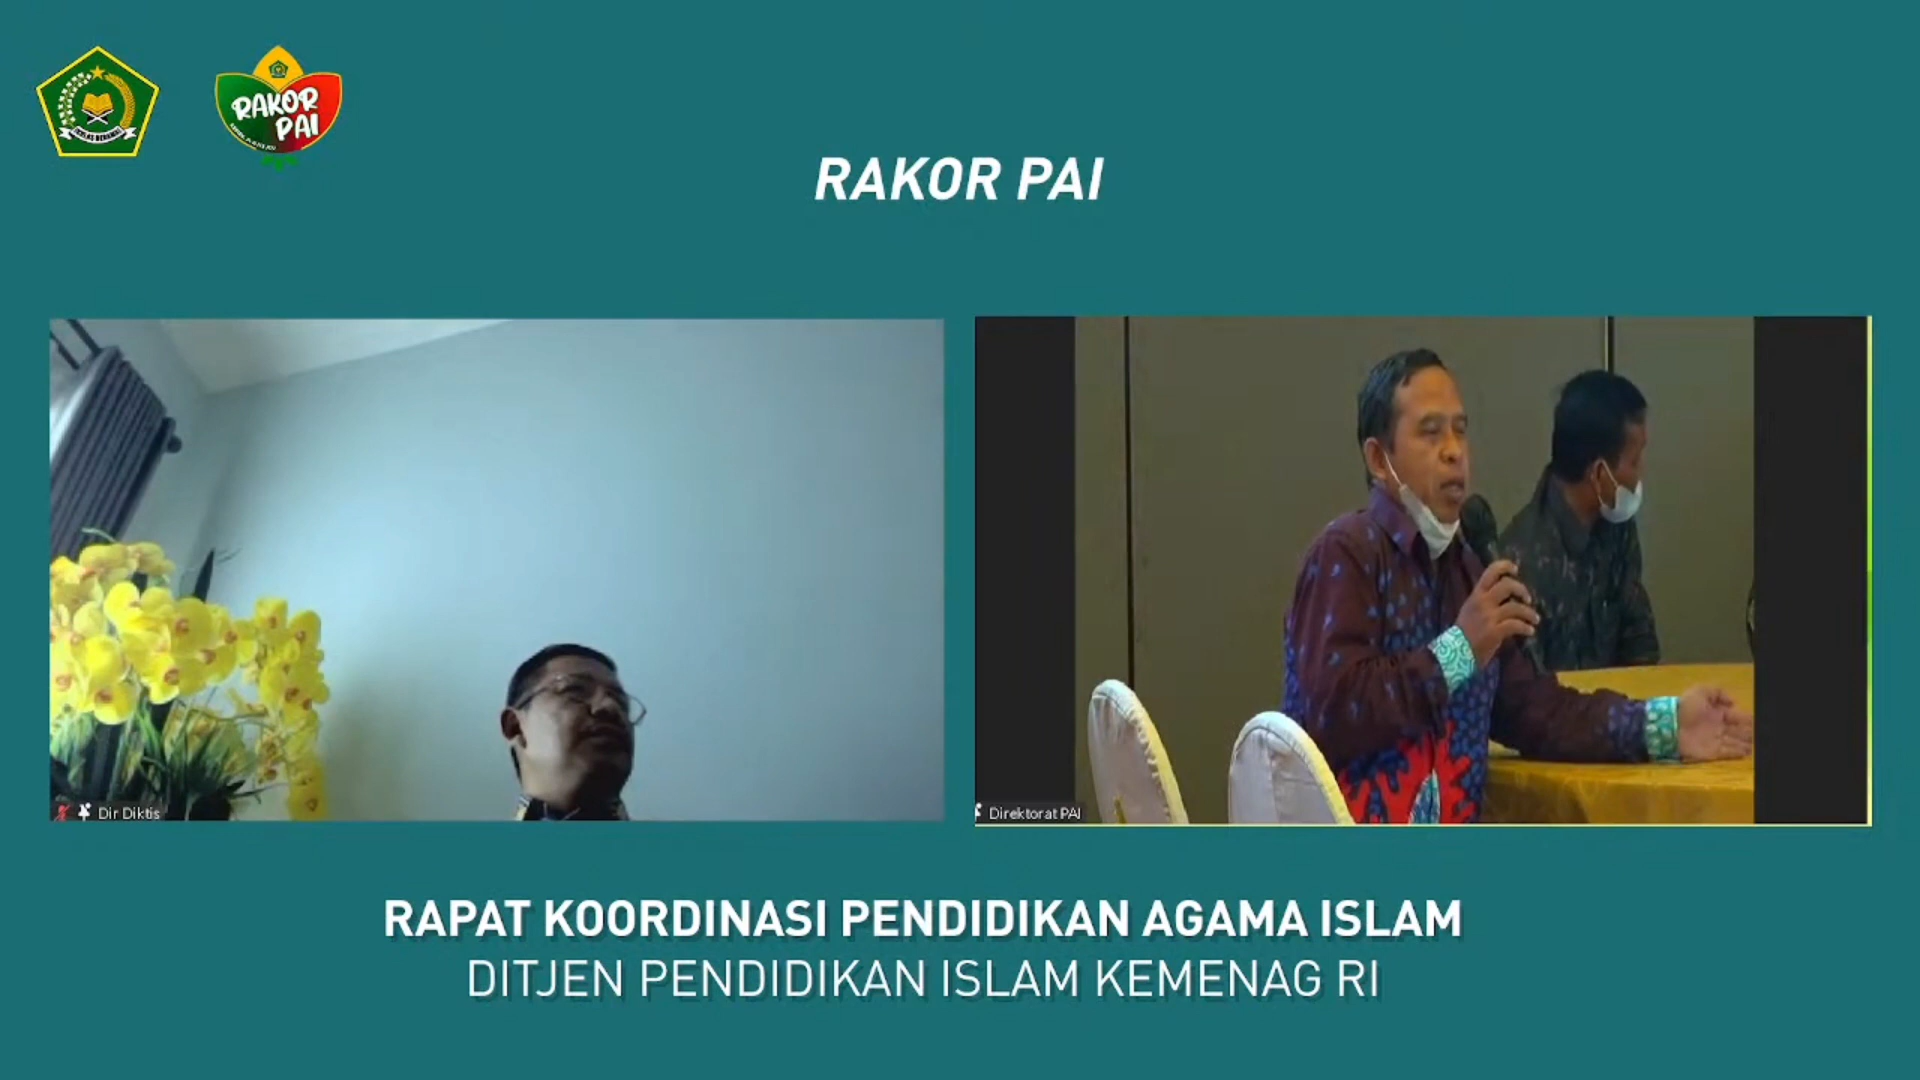 RAKOR
PAI
RAKOR PAI
Dir Diktis
Direktorat PAI
RAPAT KOORDINASI PENDIDIKAN AGAMA ISLAM
DITJEN PENDIDIKAN ISLAM KEMENAG RI